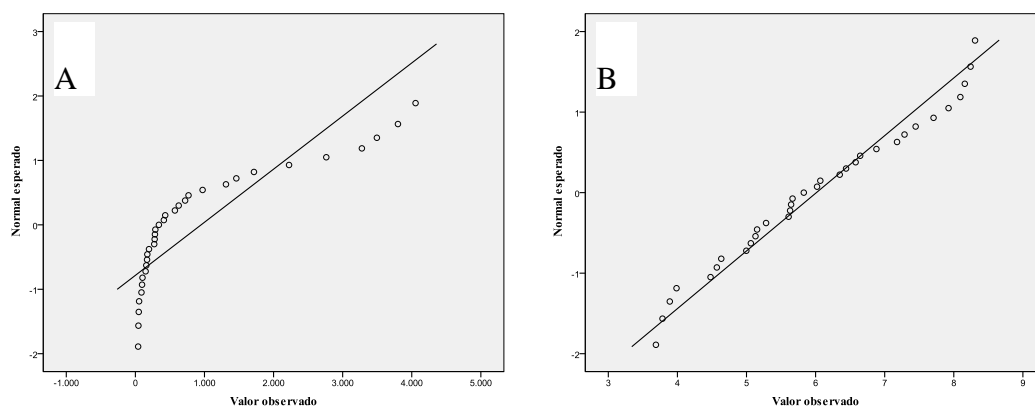 A
3
2
1
0
-1
-2
Normal esperado
-1.000 0 1.000 2.000 3.000 4.000 5.000
Valor observado
B
2
1
0
-1
-2
Normal esperado
3 4 5 6 7 8 9
Valor observado